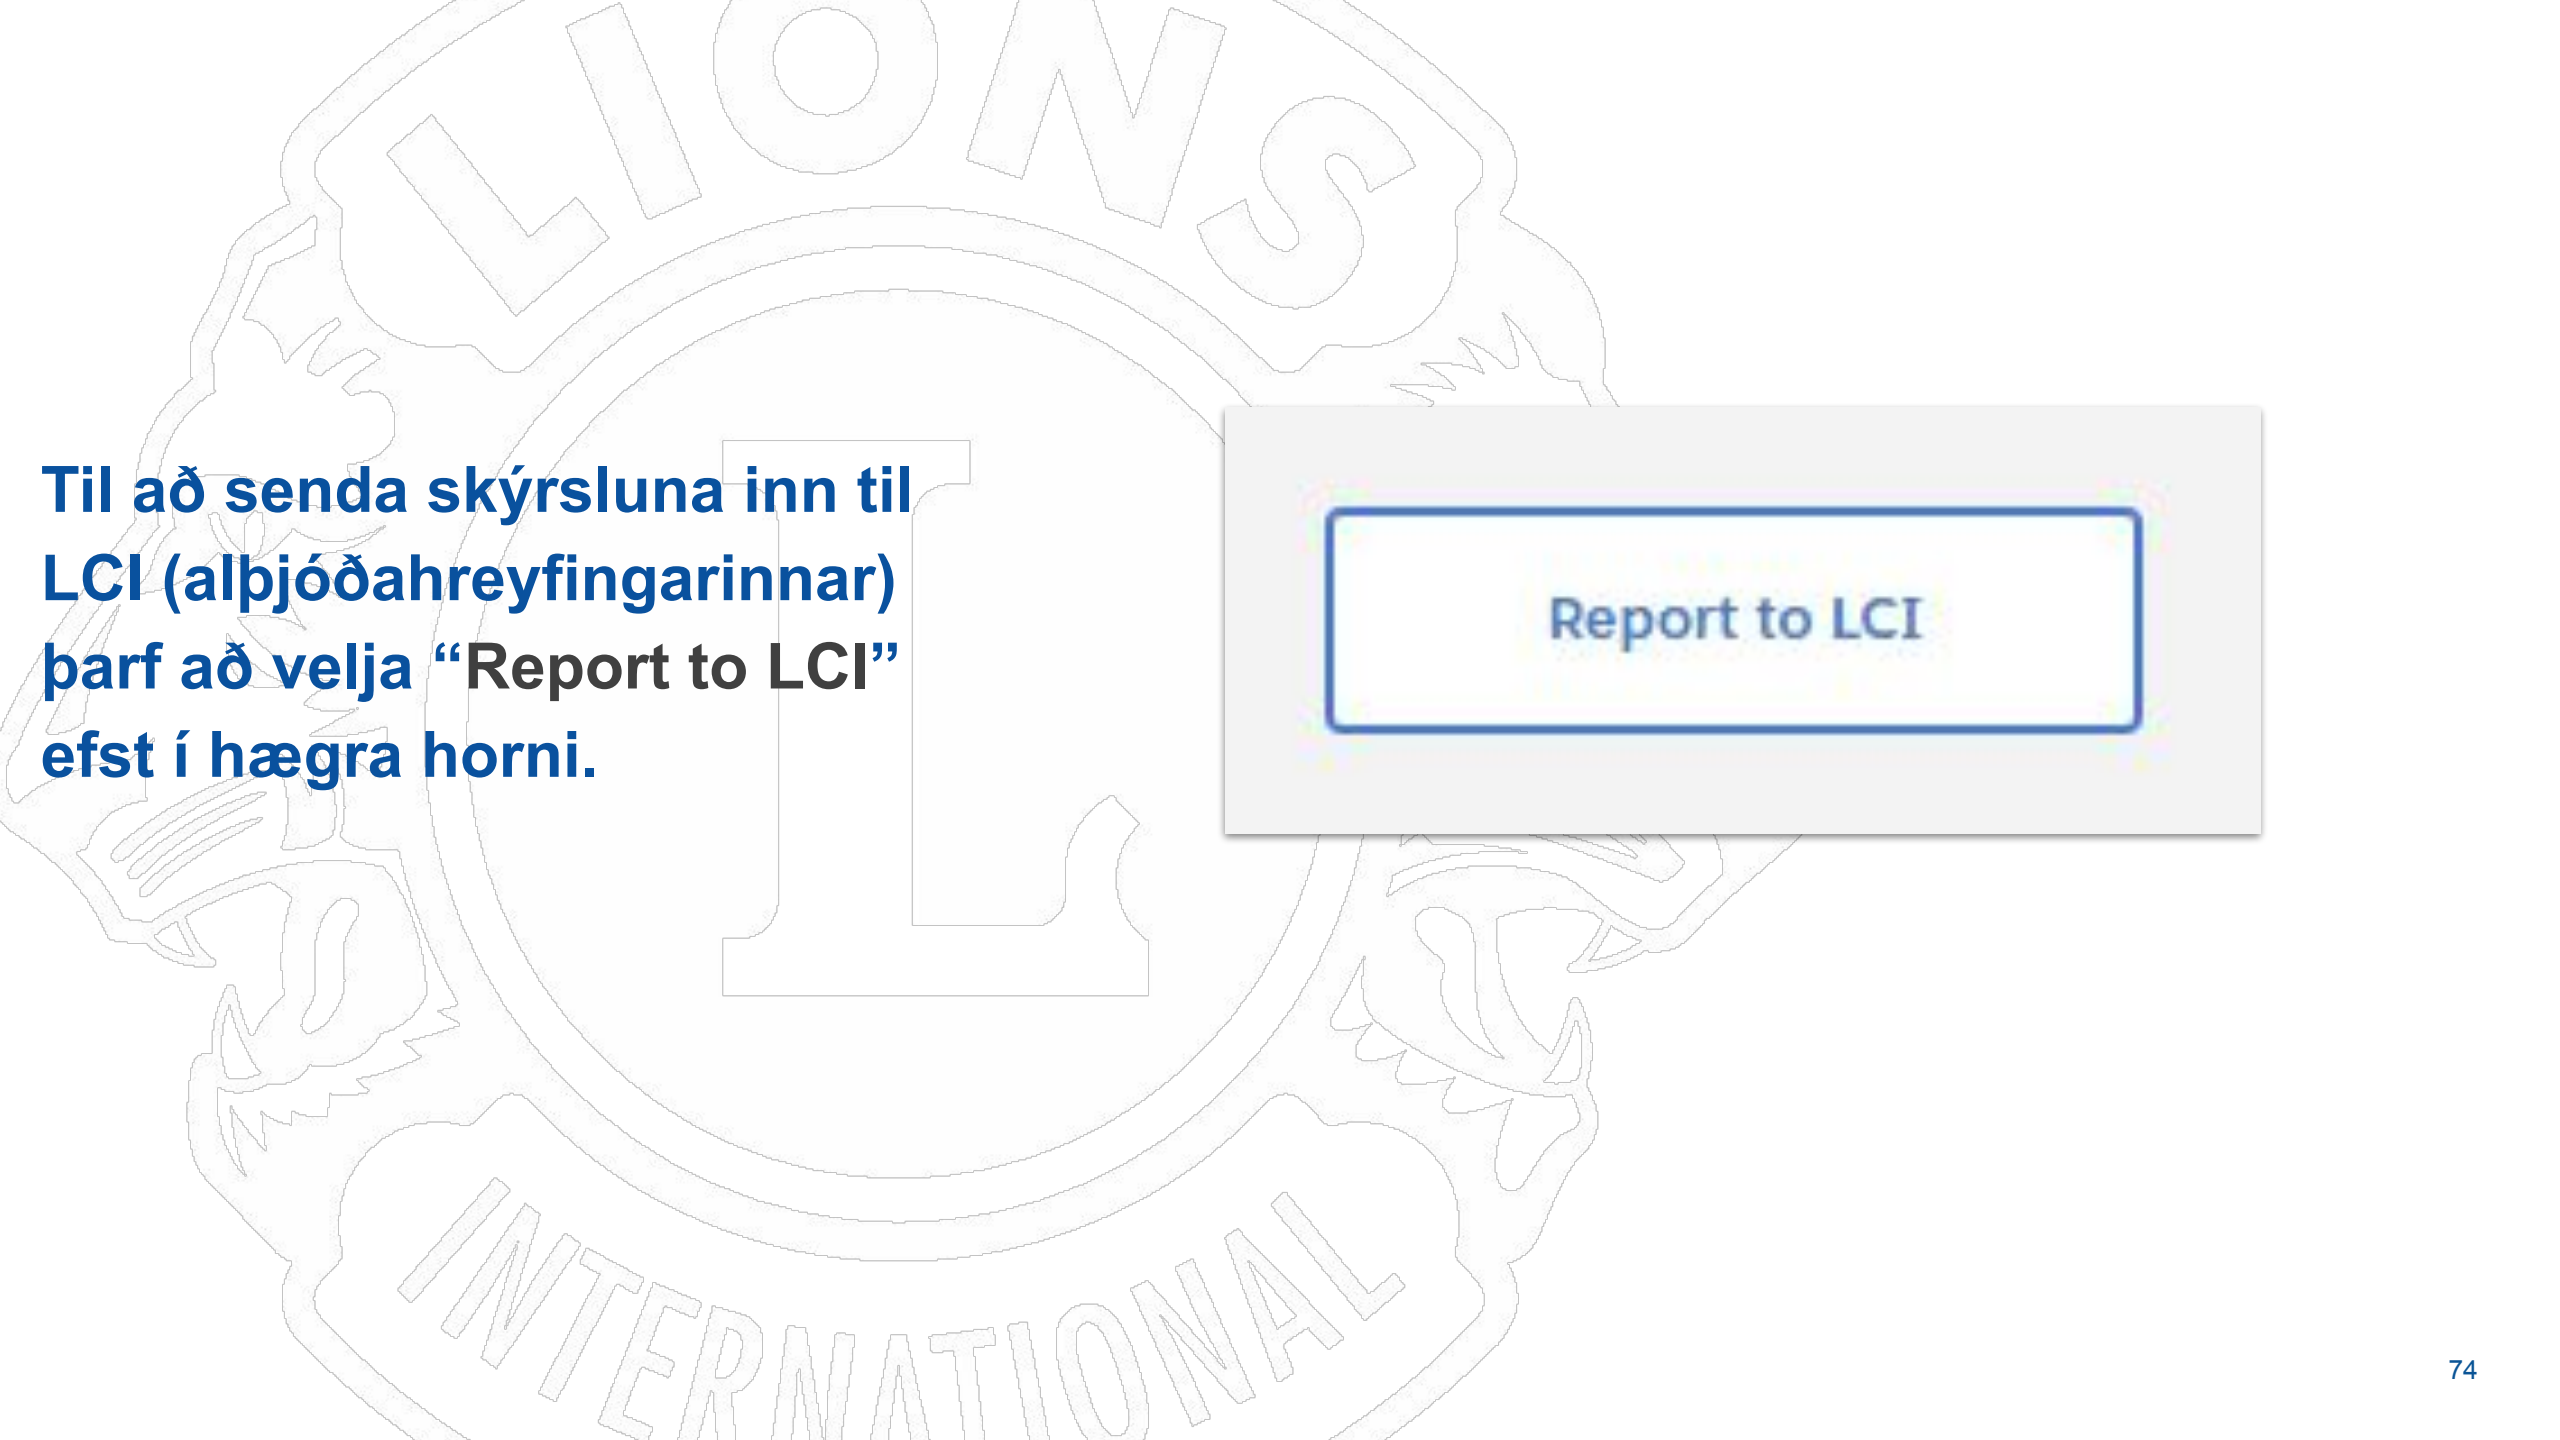 LIONS
Til að senda skýrsluna inn til
LCI (alþjóðahreyfingarinnar)
þarf að velja “Report to LCI”
efst í hægra horni.
Report to LCI
L
INTERNATIONAL
74